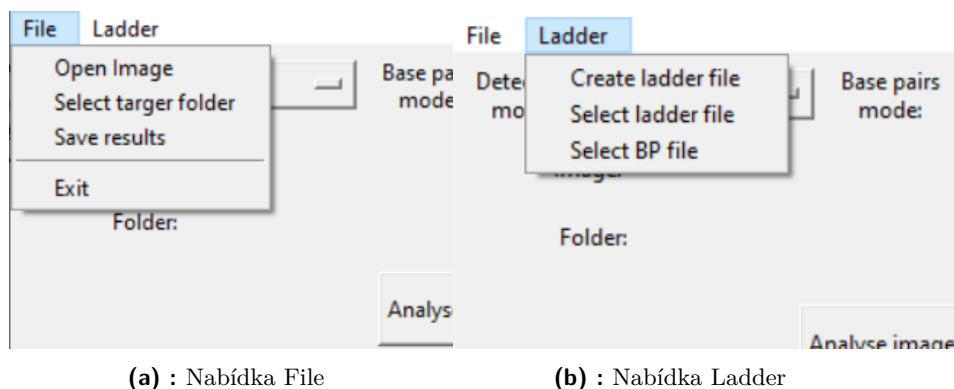 File Ladder
Open Image
Select targer folder
Save results
Exit
Base pa
mode
Folder:
Analys
File Ladder
Create ladder file
Select ladder file
Select BP file
Detec
mo
Base pairs
mode:
Folder:
Analyse image
(a) : Nabídka File
(b) : Nabídka Ladder